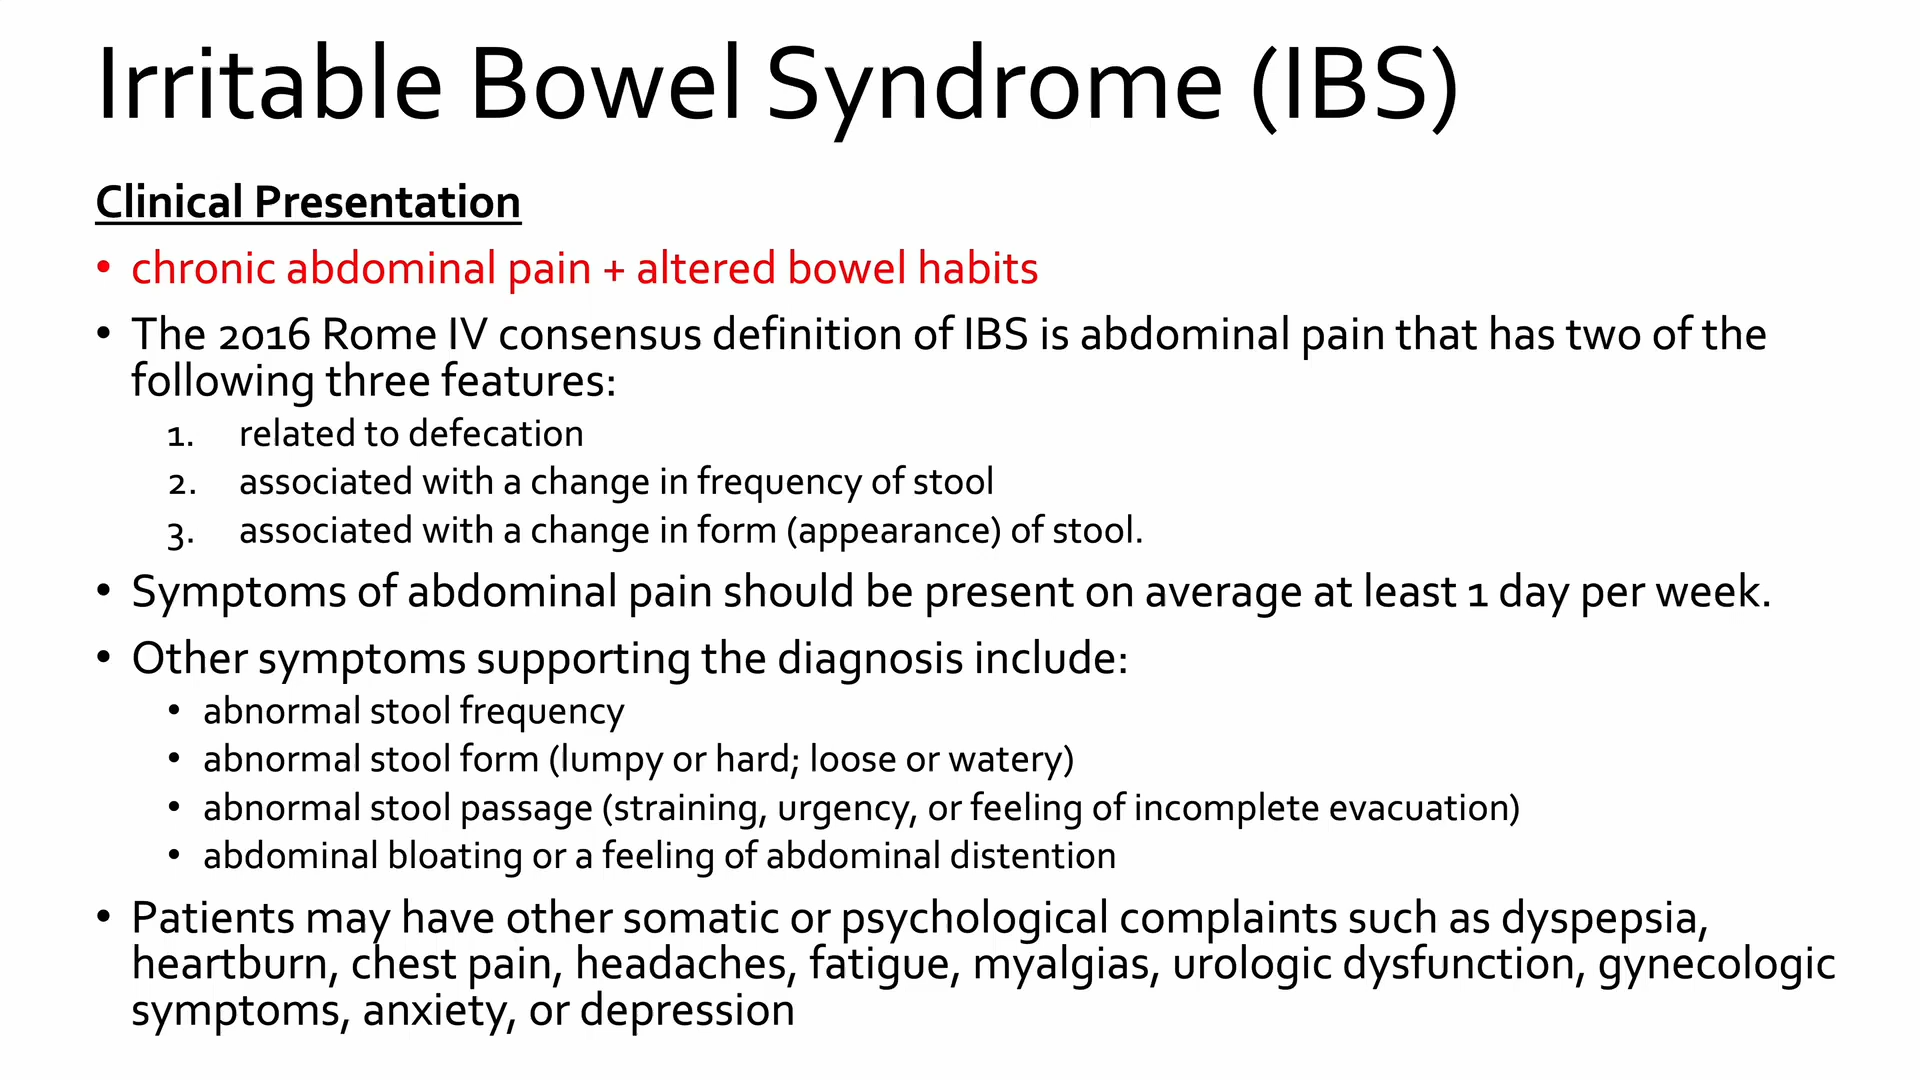 Irritable Bowel Syndrome (IBS)
Clinical Presentation
• chronic abdominal pain + altered bowel habits
• The 2016 Rome IV consensus definition of IBS is abdominal pain that has two of the
following three features:
1. related to defecation
2. associated with a change in frequency of stool
3. associated with a change in form (appearance) of stool.
• Symptoms of abdominal pain should be present on average at least 1 day per week.
• Other symptoms supporting the diagnosis include:
• abnormal stool frequency
• abnormal stool form (lumpy or hard; loose or watery)
• abnormal stool passage (straining, urgency, or feeling of incomplete evacuation)
• abdominal bloating or a feeling of abdominal distention
• Patients may have other somatic or psychological complaints such as dyspepsia,
heartburn, chest pain, headaches, fatigue, myalgias, urologic dysfunction, gynecologic
symptoms, anxiety, or depression